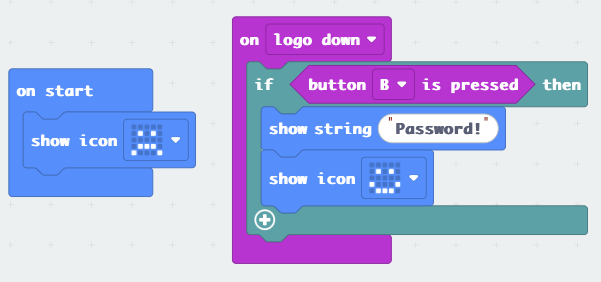 on start
show icon
on logo down
if button B is pressed then
show string "Password!"
show icon